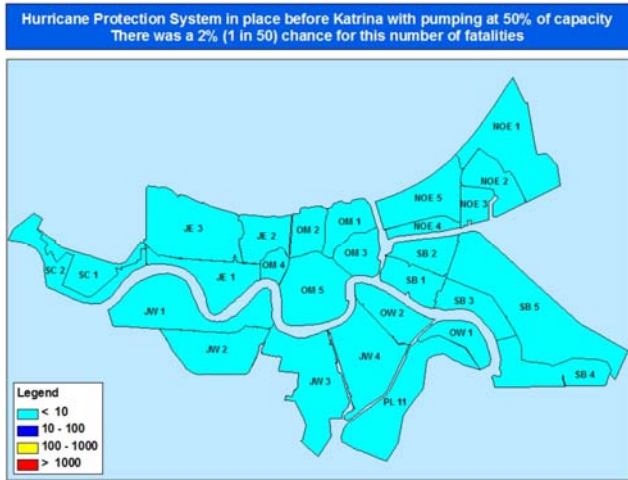 Hurricane Protection System in place before Katrina with pumping at 50% of capacity
There was a 2% (1 in 50) chance for this number of fatalities
NOE 1
NOE 2
NOE 5
NOE 3
NOE 4
OM 1
OM 2
JE 3
JE 2
OM 3
SB 2
OM 4
SC 2
SC 1
JE 1
SB 1
OM 5
SB 3
SB 5
JW 1
OW 2
OW 1
JW 2
JW 4
JW 3
SB 4
PL 11
Legend
< 10
10 - 100
100 - 1000
> 1000